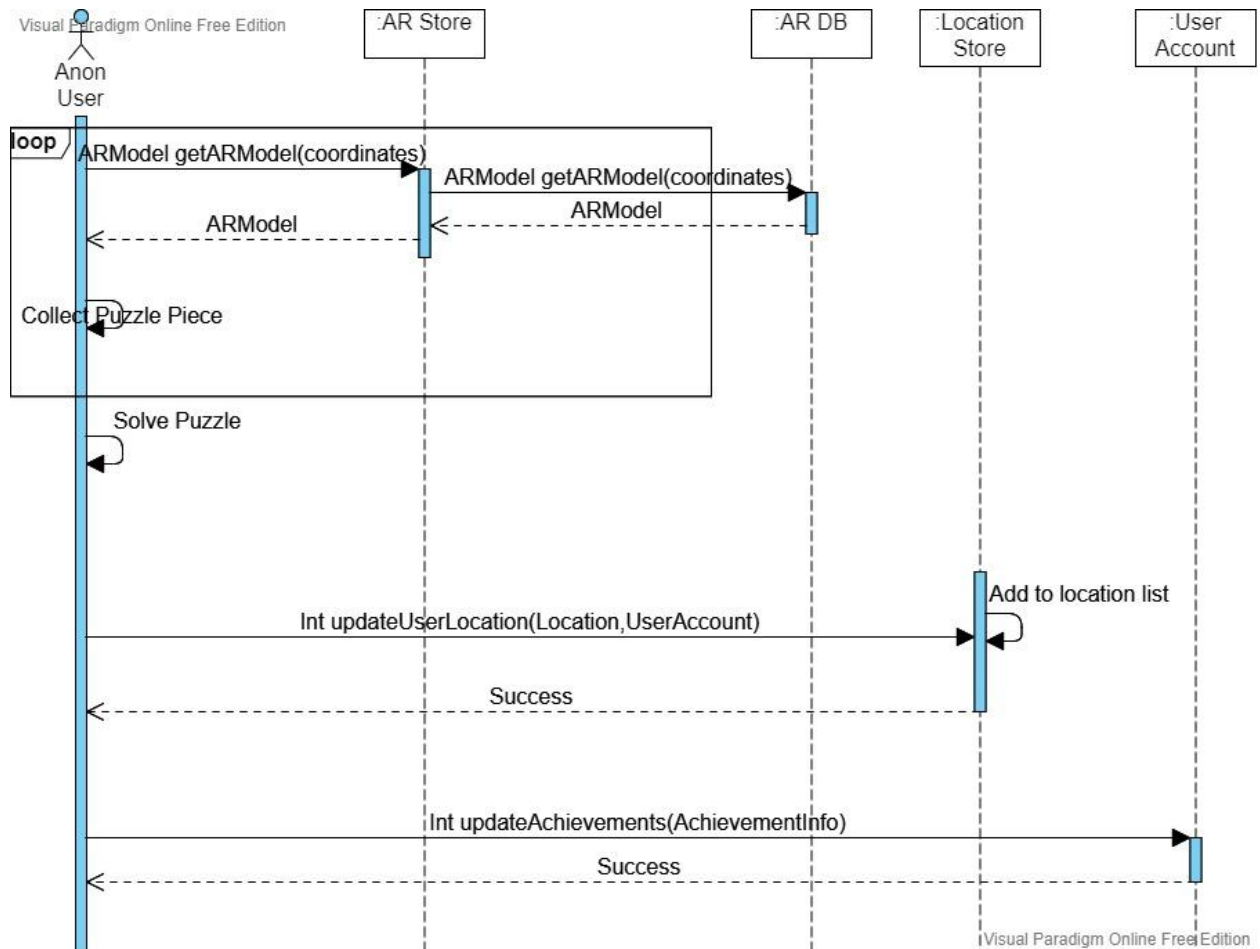 Visual Paradigm Online Free Edition
:AR Store
:AR DB
:Location
Store
:User
Account
Anon
User
loop
ARModel getARModel(coordinates)
ARModel getARModel(coordinates)
ARModel
ARModel
Collect Puzzle Piece
Solve Puzzle
Add to location list
Int updateUserLocation(Location,UserAccount)
Success
Int updateAchievements(AchievementInfo)
Success
Visual Paradigm Online Free Edition